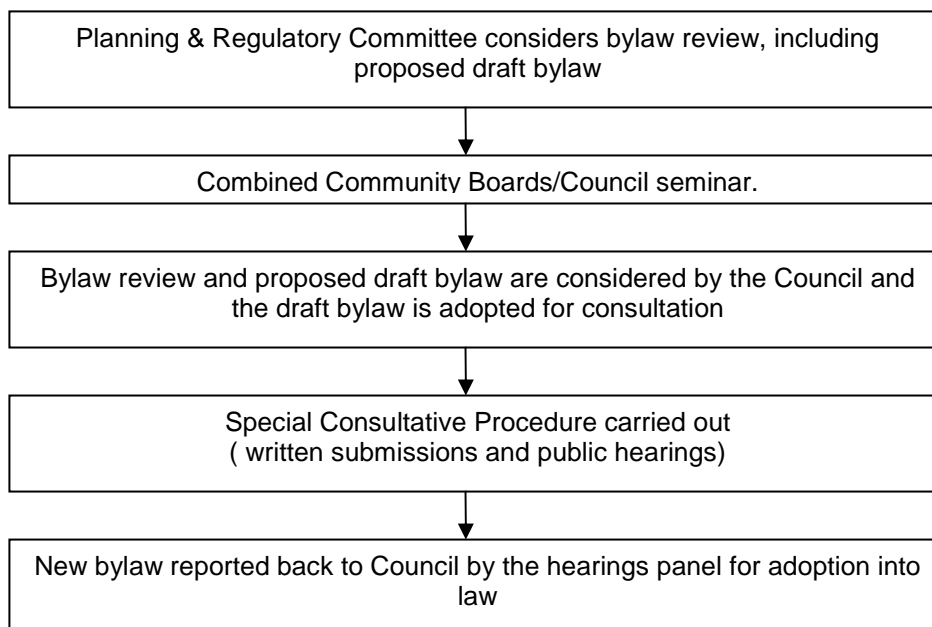 Planning & Regulatory Committee considers bylaw review, including
proposed draft bylaw
Combined Community Boards/Council seminar.
Bylaw review and proposed draft bylaw are considered by the Council and
the draft bylaw is adopted for consultation
Special Consultative Procedure carried out
( written submissions and public hearings)
New bylaw reported back to Council by the hearings panel for adoption into
law